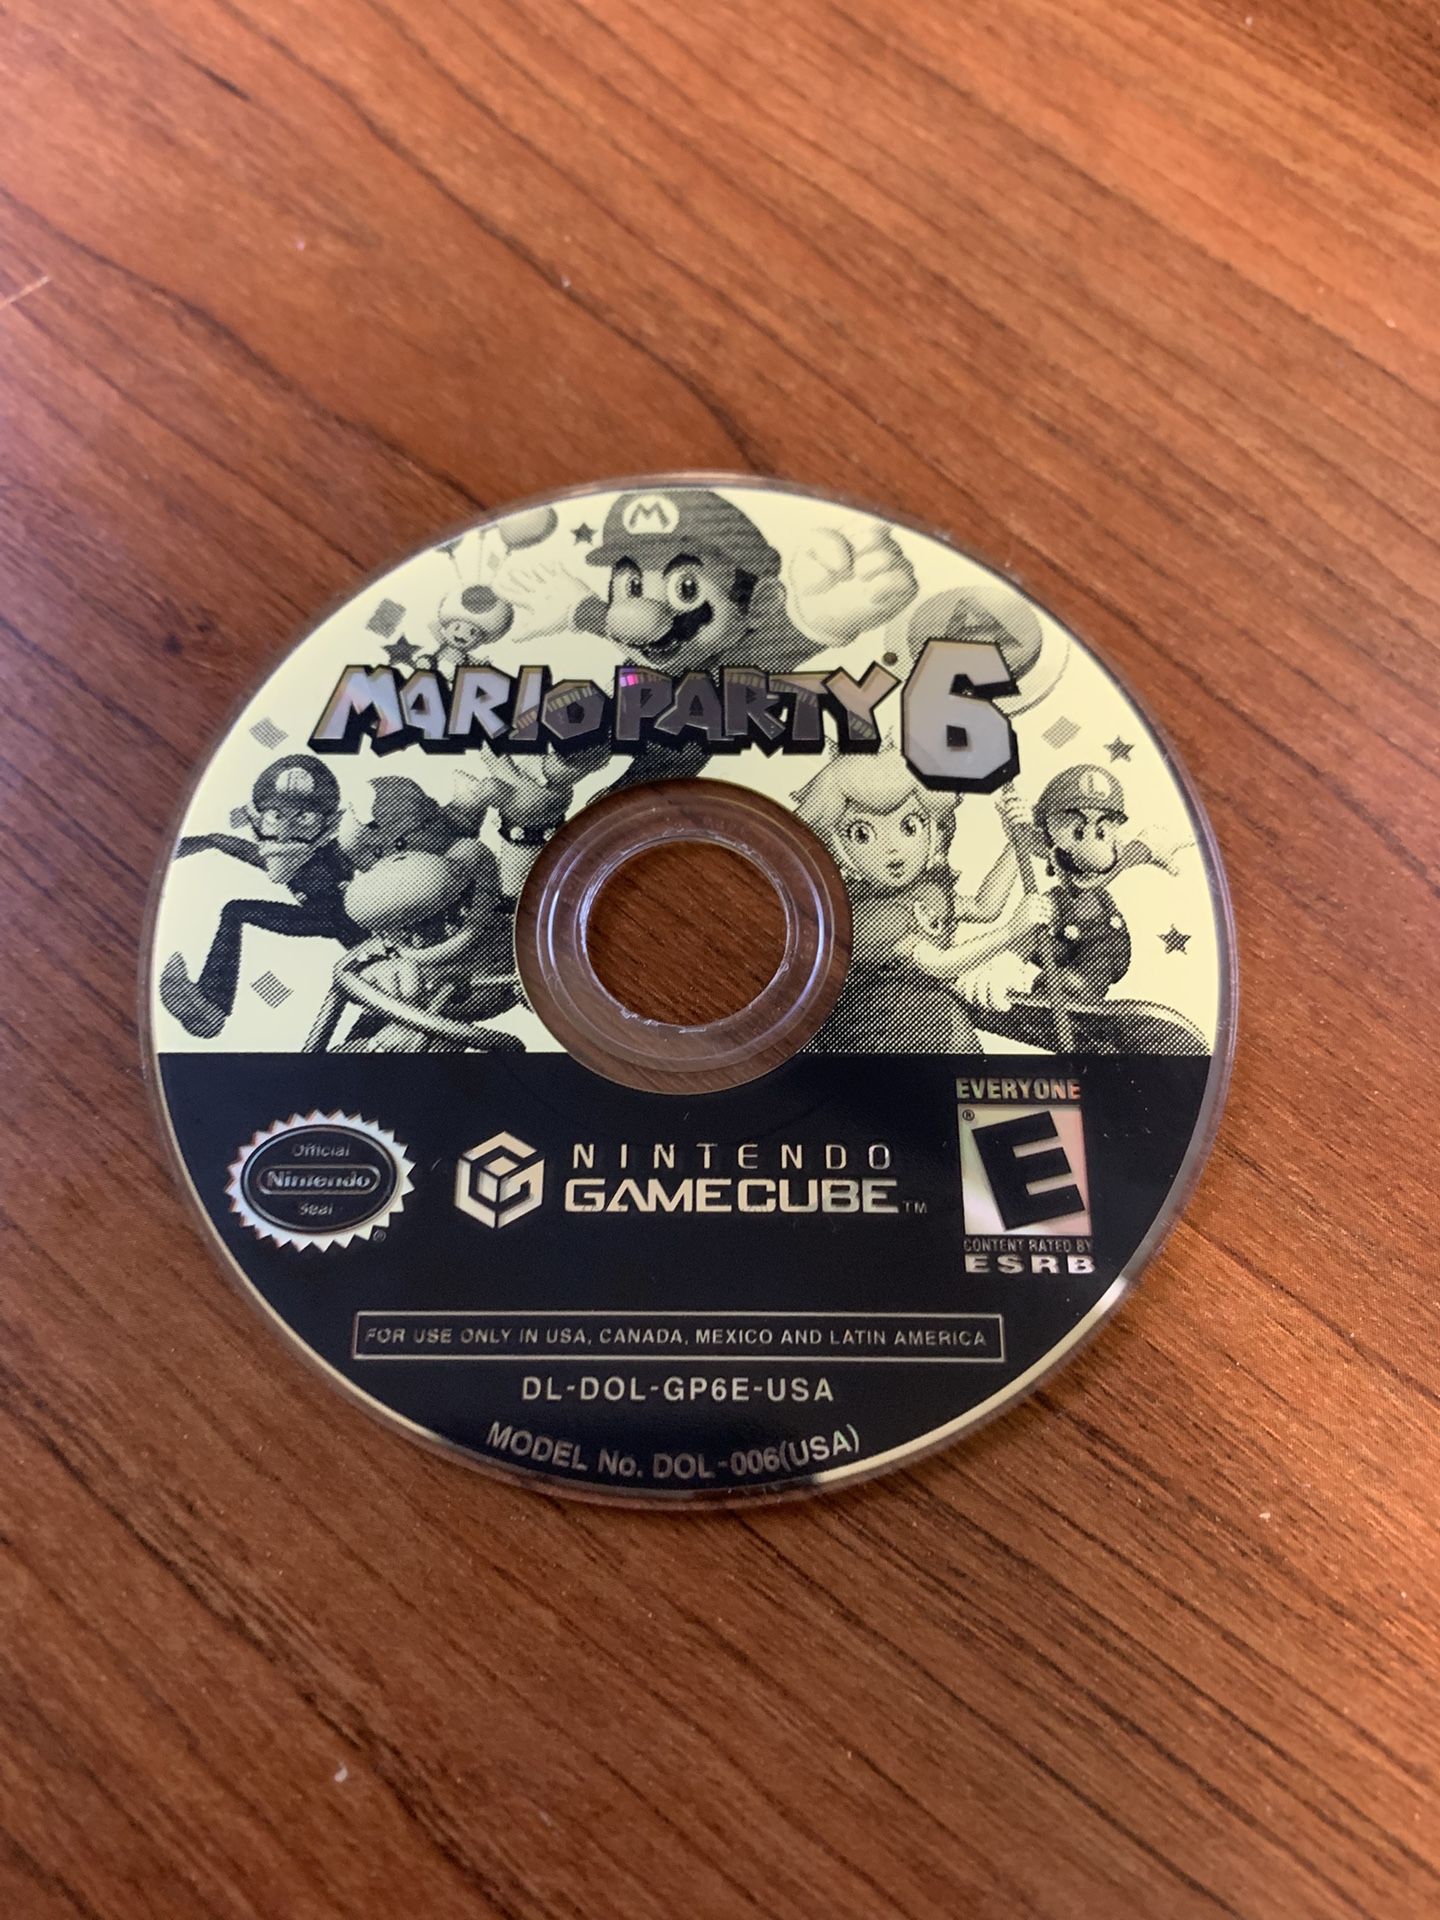 M
A
MARIO PARTY 6
L
EVERYONE
E
CONTENT RATED BY
ESRB
Official
Nintendo
Seal
®
NINTENDO
GAMECUBE™
FOR USE ONLY IN USA, CANADA, MEXICO AND LATIN AMERICA
DL-DOL-GP6E-USA
MODEL No. DOL-006(USA)